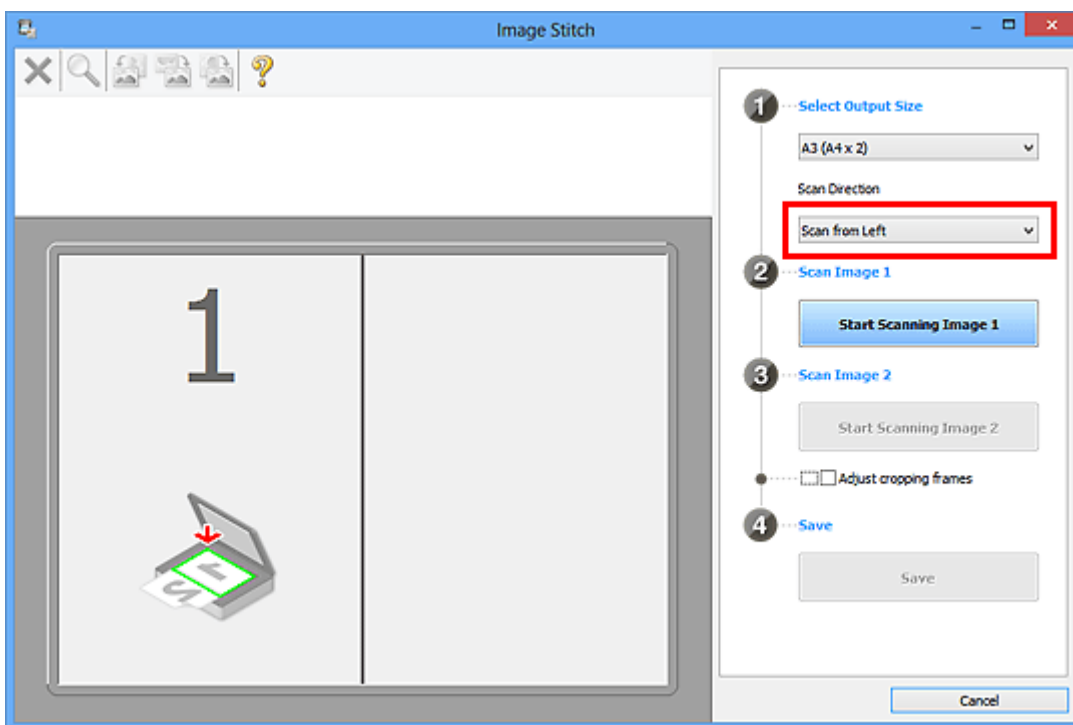 Image Stitch
1 Select Output Size
A3 (A4 x 2)
Scan Direction
Scan from Left
2 Scan Image 1
Start Scanning Image 1
3 Scan Image 2
Start Scanning Image 2
Adjust cropping frames
4 Save
Save
Cancel
1
1
2